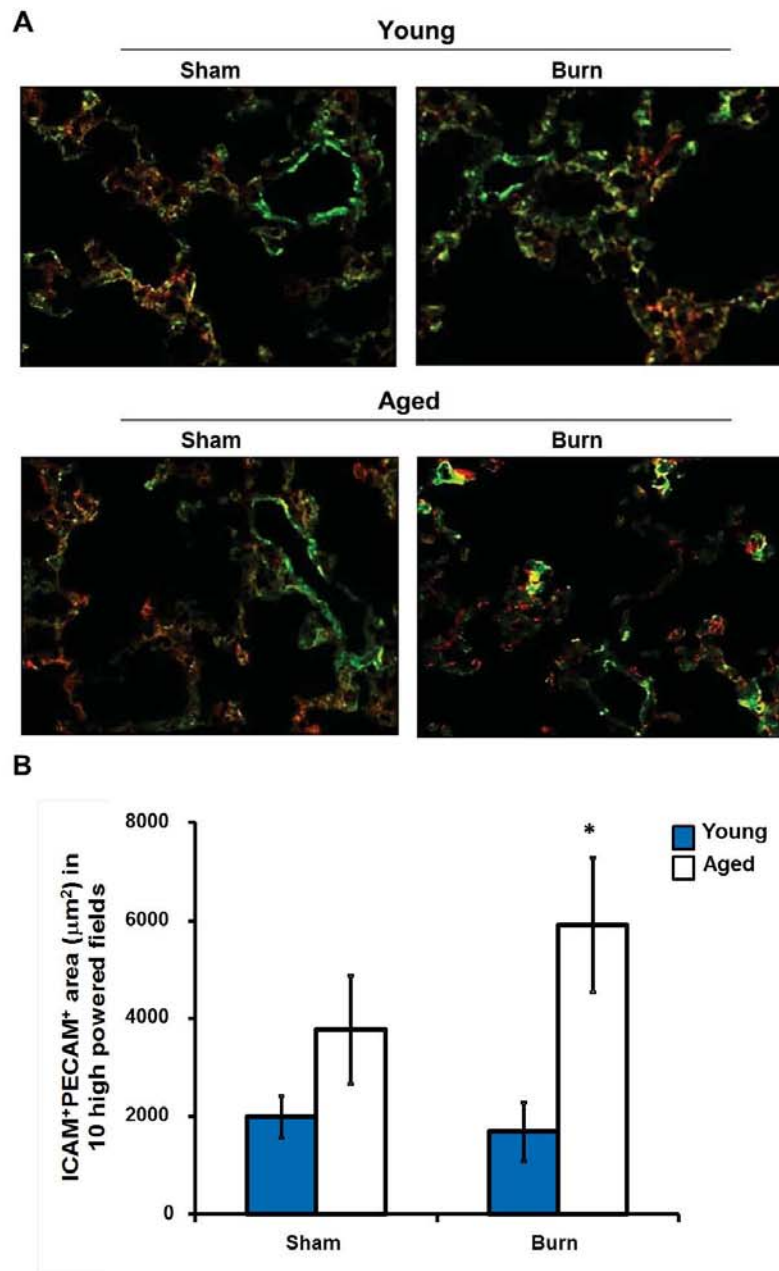 A
Young
Sham Burn
Aged
Sham Burn
B
ICAM⁺PECAM⁺ area (μm²) in
10 high powered fields
8000
6000
4000
2000
0
*
Young
Aged
Sham Burn